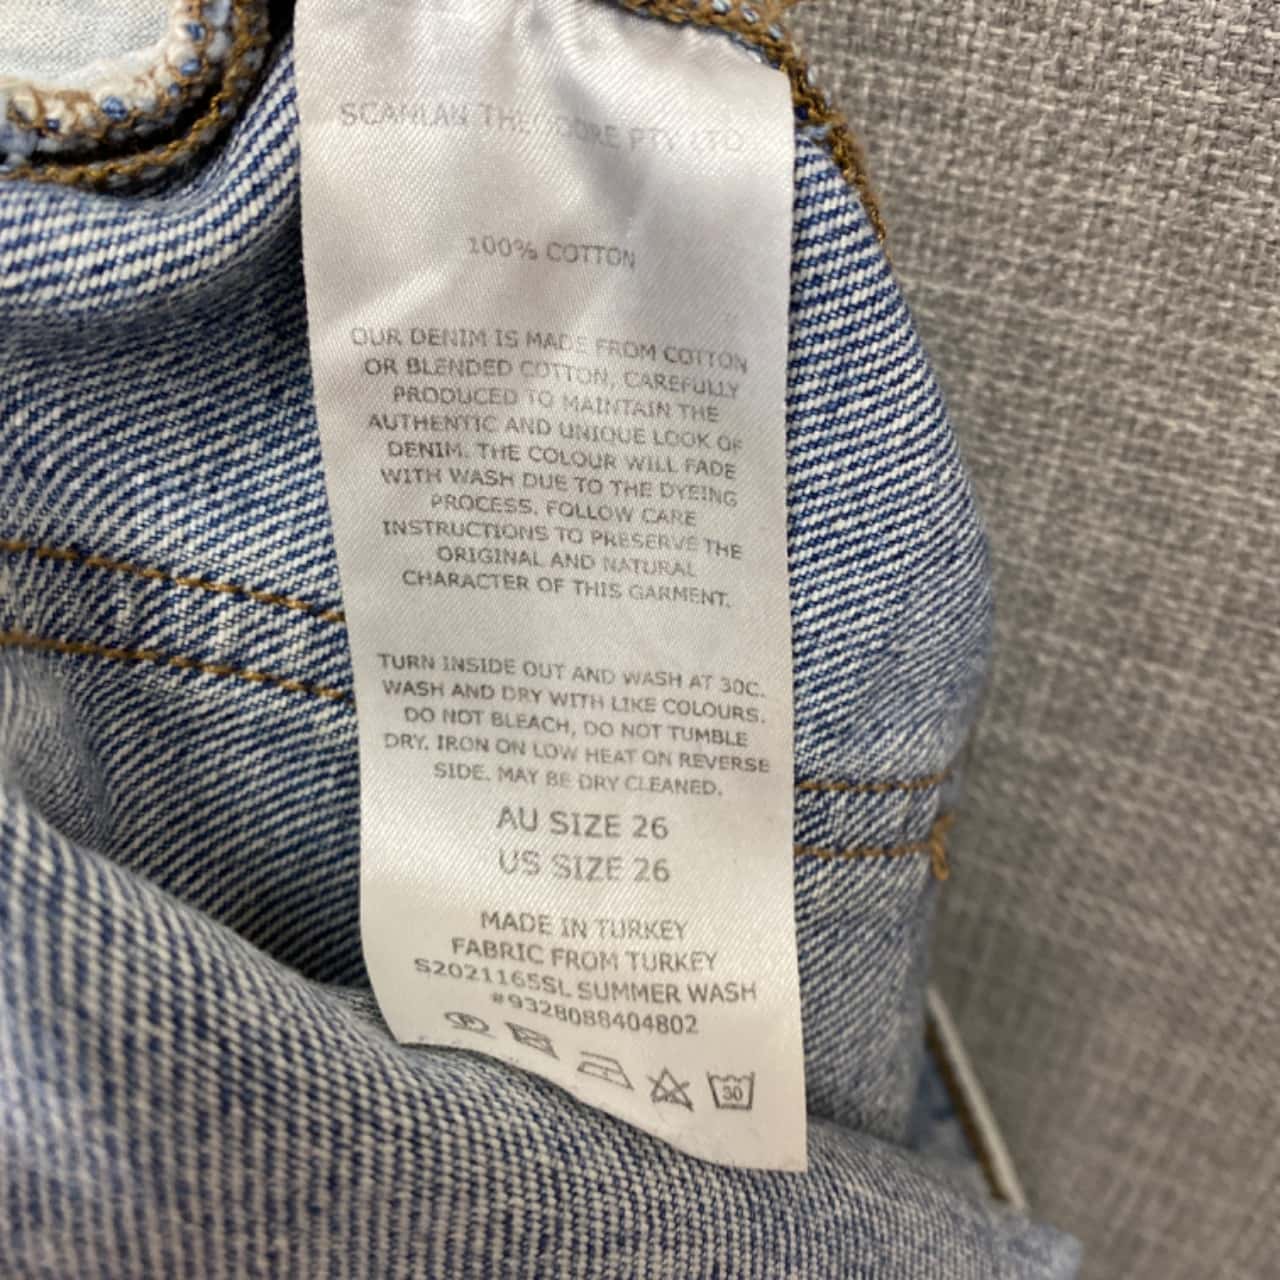 SCANLAN THEODORE PTY LTD
100% COTTON
OUR DENIM IS MADE FROM COTTON
OR BLENDED COTTON, CAREFULLY
PRODUCED TO MAINTAIN THE
AUTHENTIC AND UNIQUE LOOK OF
DENIM. THE COLOUR WILL FADE
WITH WASH DUE TO THE DYEING
PROCESS. FOLLOW CARE
INSTRUCTIONS TO PRESERVE THE
ORIGINAL AND NATURAL
CHARACTER OF THIS GARMENT.
TURN INSIDE OUT AND WASH AT 30C.
WASH AND DRY WITH LIKE COLOURS.
DO NOT BLEACH, DO NOT TUMBLE
DRY. IRON ON LOW HEAT ON REVERSE
SIDE. MAY BE DRY CLEANED.
AU SIZE 26
US SIZE 26
MADE IN TURKEY
FABRIC FROM TURKEY
S2021165SL SUMMER WASH
#9328088404802
30